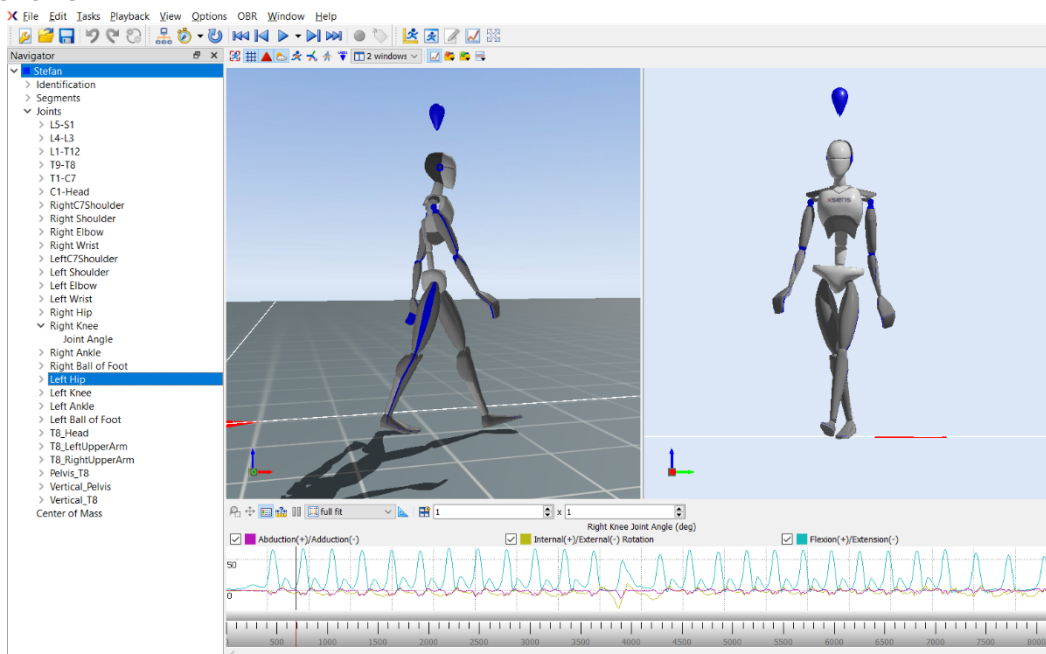 File Edit Tasks Playback View Options OBR Window Help
Navigator
2 windows
Stefan
Identification
Segments
Joints
L5-S1
L4-L3
L1-T12
T9-T8
T1-C7
C1-Head
RightC7Shoulder
Right Shoulder
Right Elbow
Right Wrist
LeftC7Shoulder
Left Shoulder
Left Elbow
Left Wrist
Right Hip
Right Knee
Joint Angle
Right Ankle
Right Ball of Foot
Left Hip
Left Knee
Left Ankle
Left Ball of Foot
T8_Head
T8_LeftUpperArm
T8_RightUpperArm
Pelvis_T8
Vertical_Pelvis
Vertical_T8
Center of Mass
xsens
full fit 1 x 1
Right Knee Joint Angle (deg)
Abduction(+)/Adduction(-) Internal(+)/External(-) Rotation Flexion(+)/Extension(-)
50
0
500 1000 1500 2000 2500 3000 3500 4000 4500 5000 5500 6000 6500 7000 7500 8000